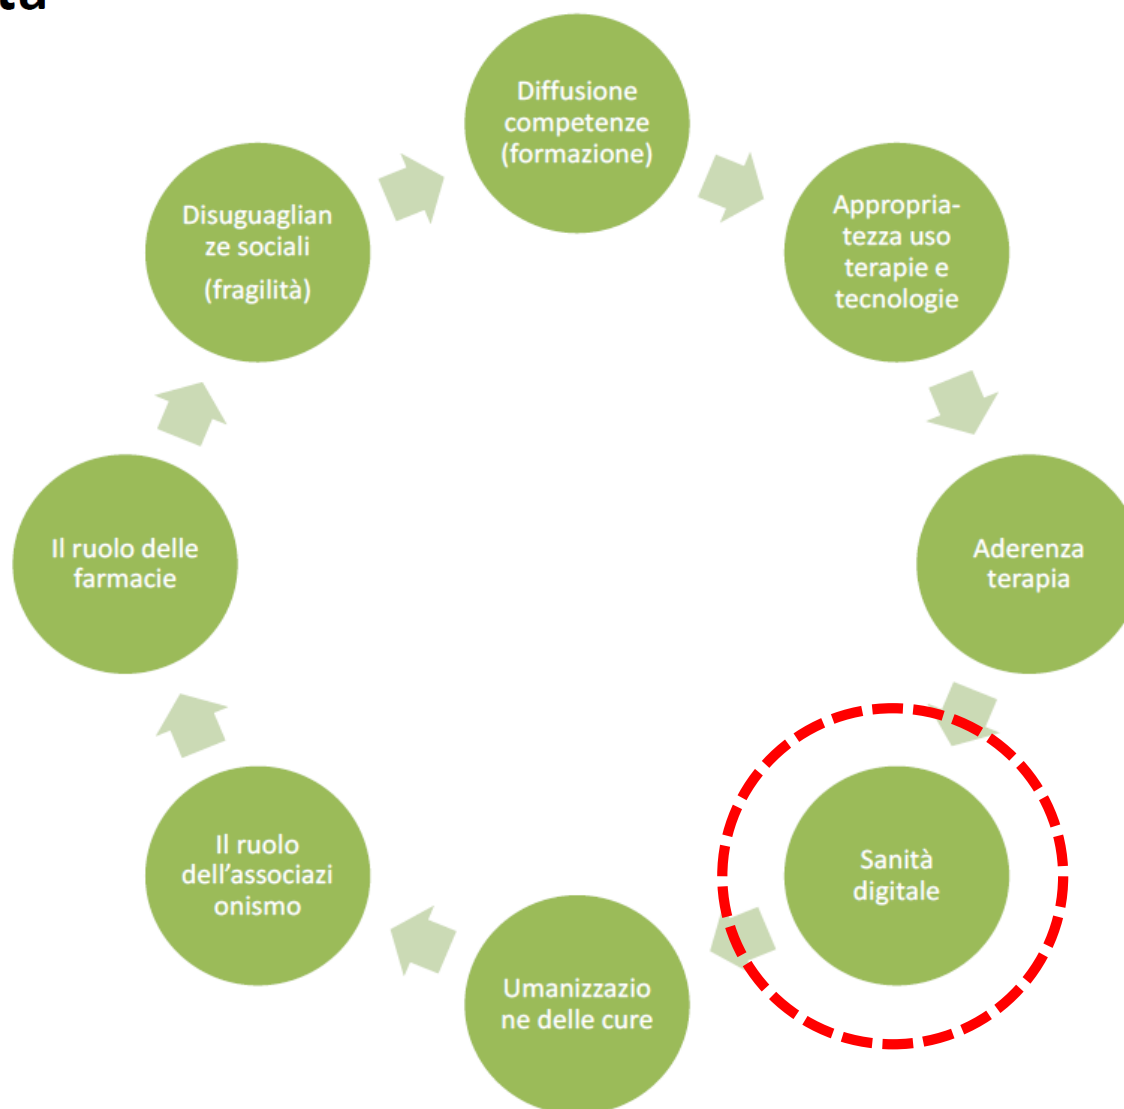 Diffusione
competenze
(formazione)
Appropria-
tezza uso
terapie e
tecnologie
Aderenza
terapia
Sanità
digitale
Umanizzazio
ne delle cure
Il ruolo
dell’associazi
onismo
Il ruolo delle
farmacie
Disuguaglian
ze sociali
(fragilità)